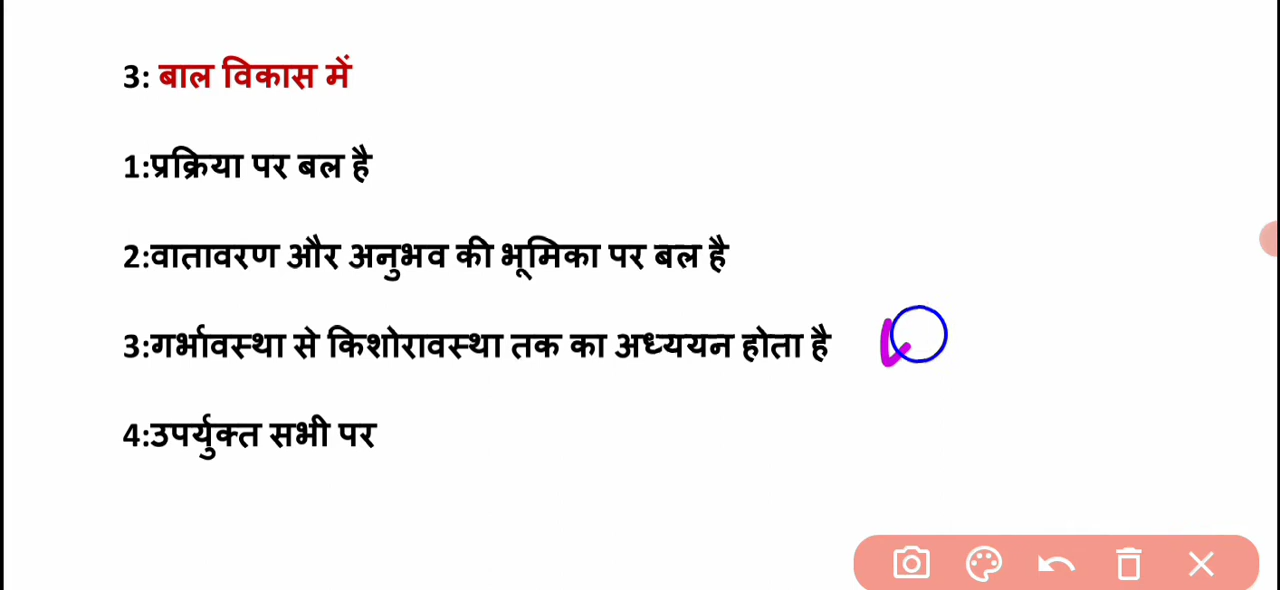 3: बाल विकास में
1:प्रक्रिया पर बल है
2:वातावरण और अनुभव की भूमिका पर बल है
3:गर्भावस्था से किशोरावस्था तक का अध्ययन होता है
4:उपर्युक्त सभी पर